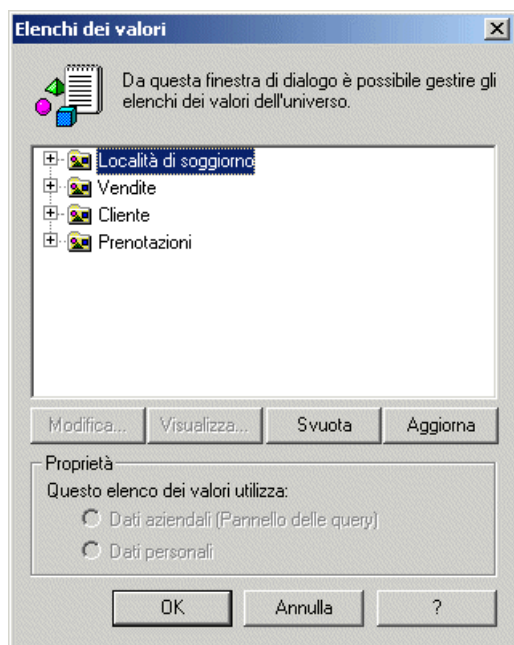 Elenchi dei valori
Da questa finestra di dialogo è possibile gestire gli
elenchi dei valori dell'universo.
Località di soggiorno
Vendite
Cliente
Prenotazioni
Modifica... Visualizza... Svuota Aggiorna
Proprietà
Questo elenco dei valori utilizza:
Dati aziendali (Pannello delle query)
Dati personali
OK Annulla ?